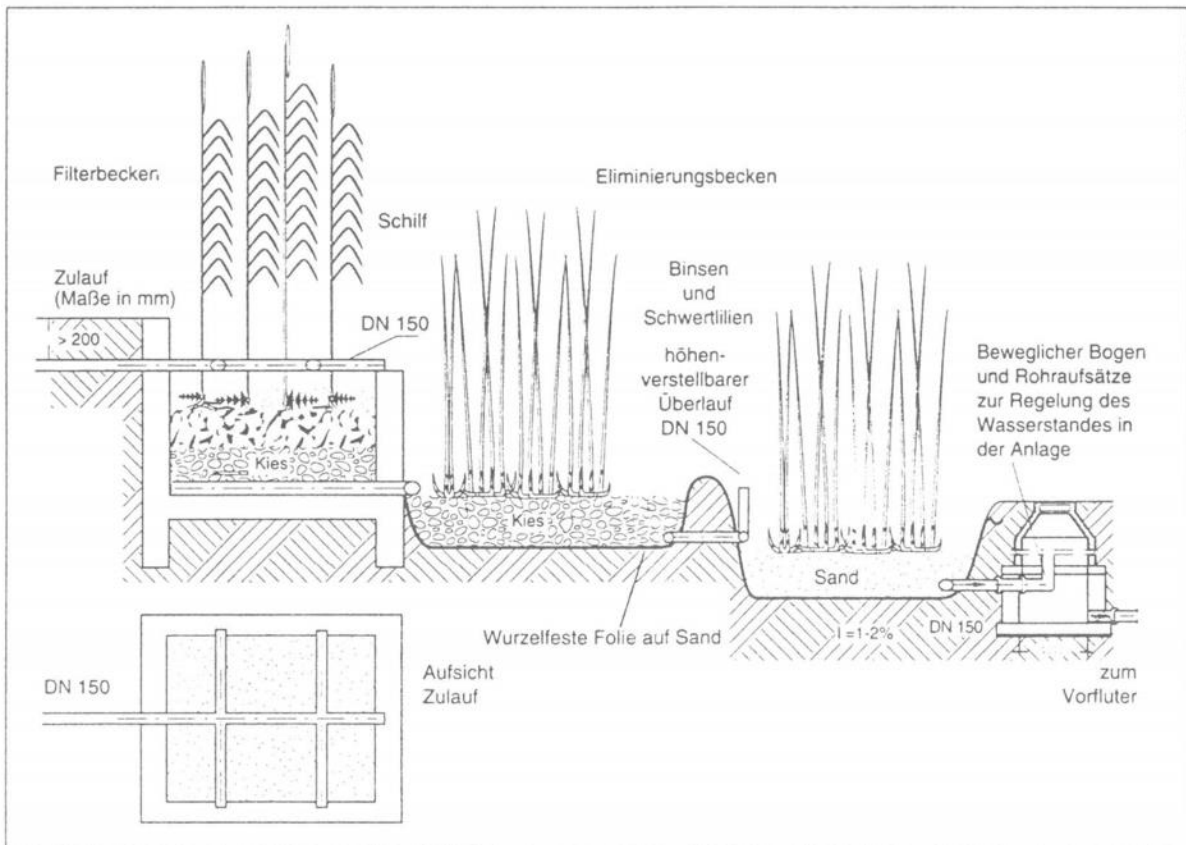 Filterbecken
Eliminierungsbecken
Schilf
Zulauf
(Maße in mm)
> 200
DN 150
Kies
Binsen
und
Schwertlilien
höhen-
verstellbarer
Überlauf
DN 150
Beweglicher Bogen
und Rohraufsätze
zur Regelung des
Wasserstandes in
der Anlage
Kies
Sand
Wurzelfeste Folie auf Sand
I =1-2%
DN 150
zum
Vorfluter
DN 150
Aufsicht
Zulauf